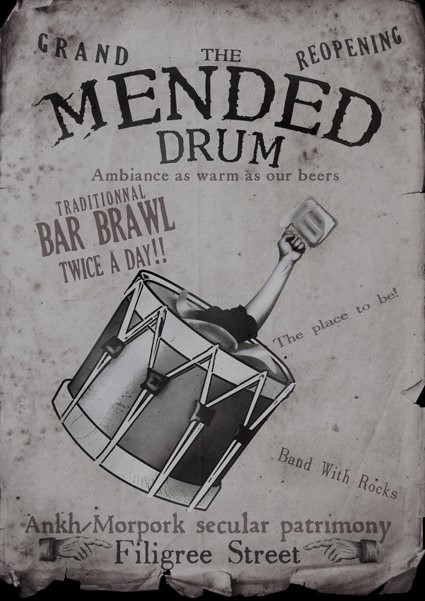 GRAND THE REOPENING
MENDED
DRUM
Ambiance as warm as our beers
TRADITIONNAL
BAR BRAWL
TWICE A DAY!!
The place to be!
Band With Rocks
Ankh/Morpork secular patrimony
Filigree Street